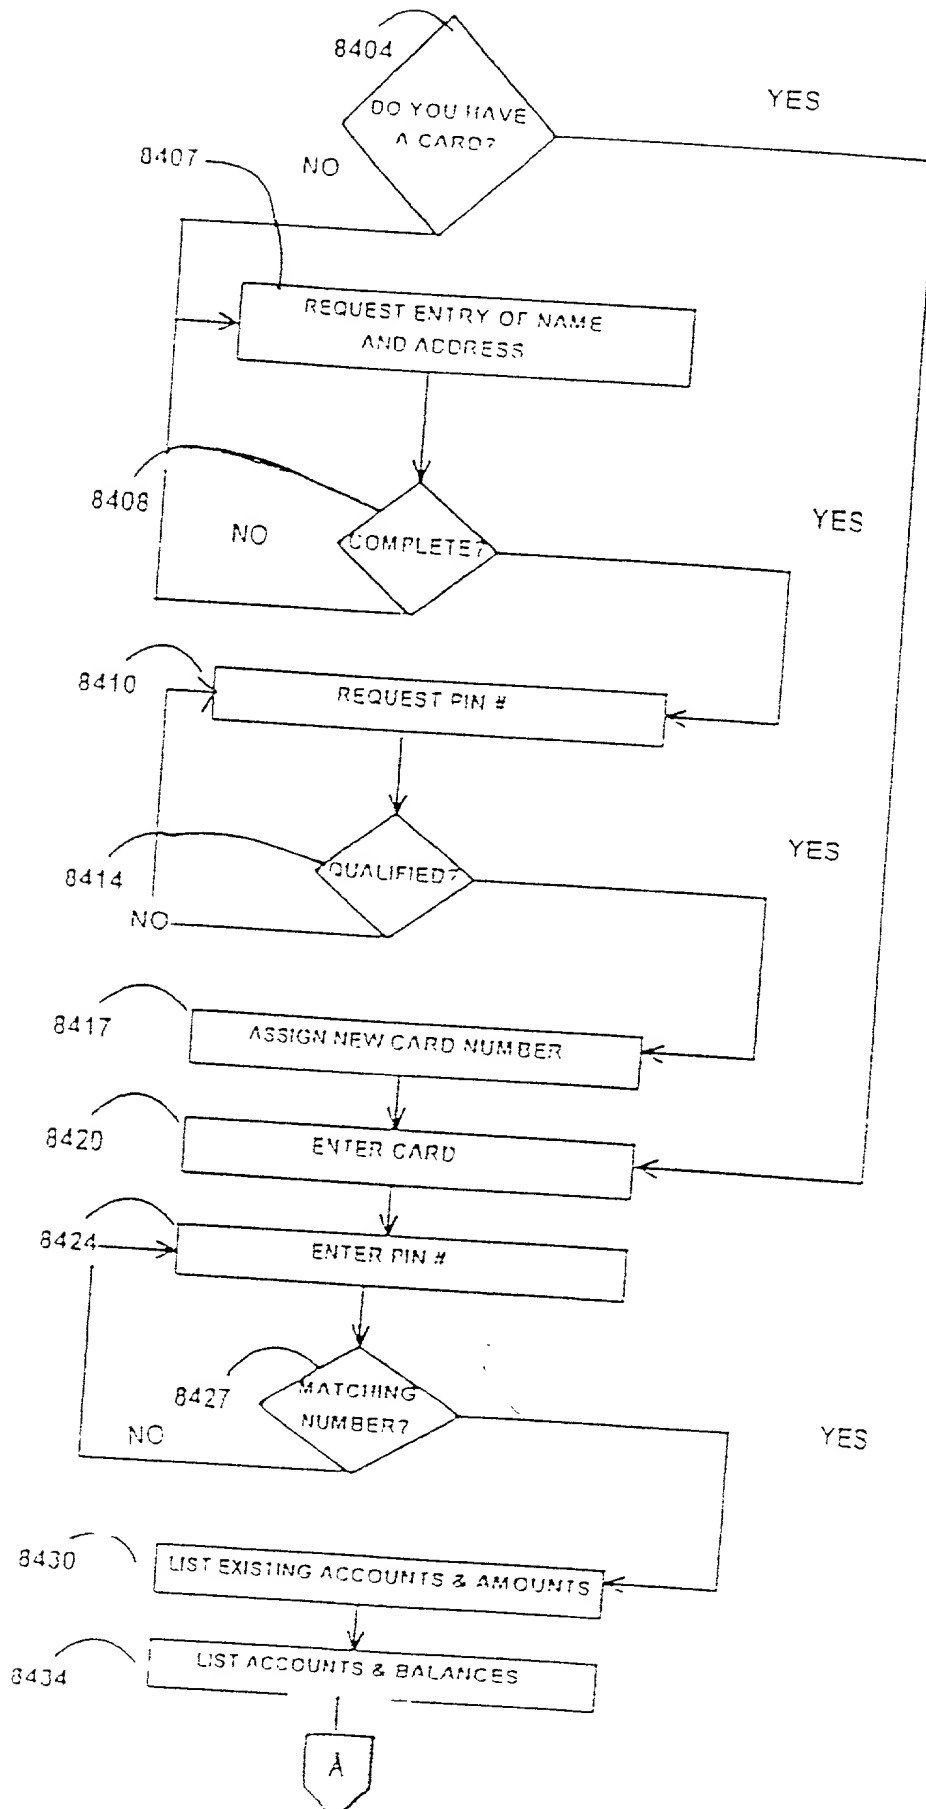 8404
YES
DO YOU HAVE
A CARD?
8407
NO
REQUEST ENTRY OF NAME
AND ADDRESS
8408
NO
COMPLETE?
YES
8410
REQUEST PIN #
8414
QUALIFIED?
YES
NO
8417
ASSIGN NEW CARD NUMBER
8420
ENTER CARD
8424
ENTER PIN #
8427
MATCHING
NUMBER?
NO
YES
8430
LIST EXISTING ACCOUNTS & AMOUNTS
8434
LIST ACCOUNTS & BALANCES
A